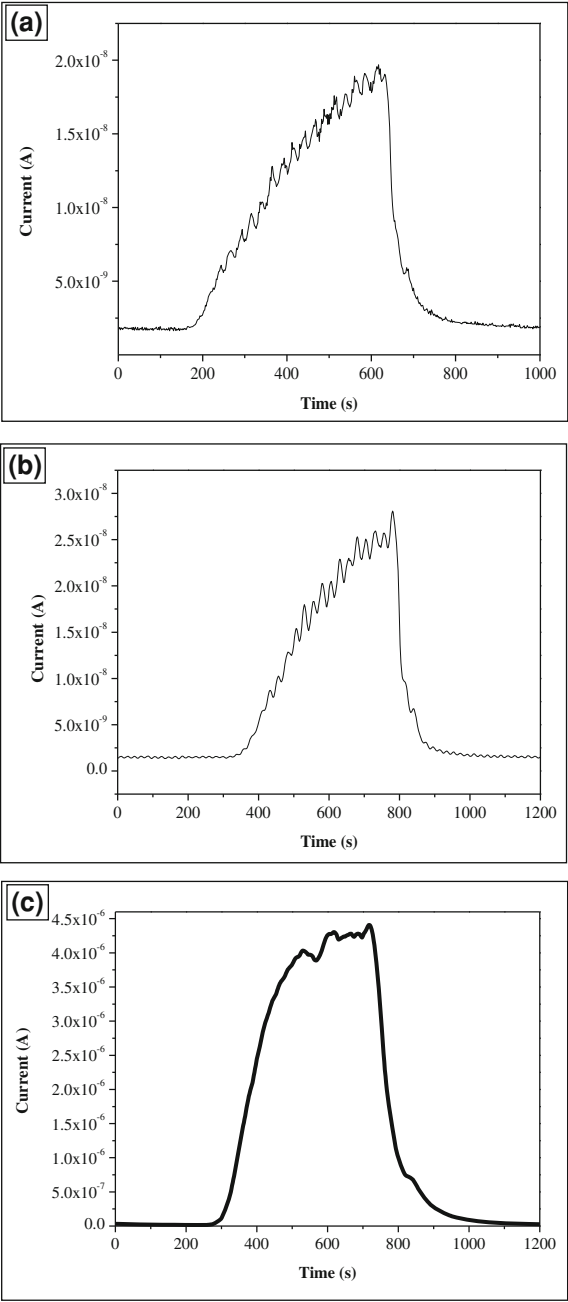 (a)
2.0x10⁻⁸
1.5x10⁻⁸
1.0x10⁻⁸
5.0x10⁻⁹
Current (A)
0 200 400 600 800 1000
Time (s)
(b)
3.0x10⁻⁸
2.5x10⁻⁸
2.0x10⁻⁸
1.5x10⁻⁸
1.0x10⁻⁸
5.0x10⁻⁹
0.0
Current (A)
0 200 400 600 800 1000 1200
Time (s)
(c)
4.5x10⁻⁶
4.0x10⁻⁶
3.5x10⁻⁶
3.0x10⁻⁶
2.5x10⁻⁶
2.0x10⁻⁶
1.5x10⁻⁶
1.0x10⁻⁶
5.0x10⁻⁷
0.0
Current (A)
0 200 400 600 800 1000 1200
Time (s)